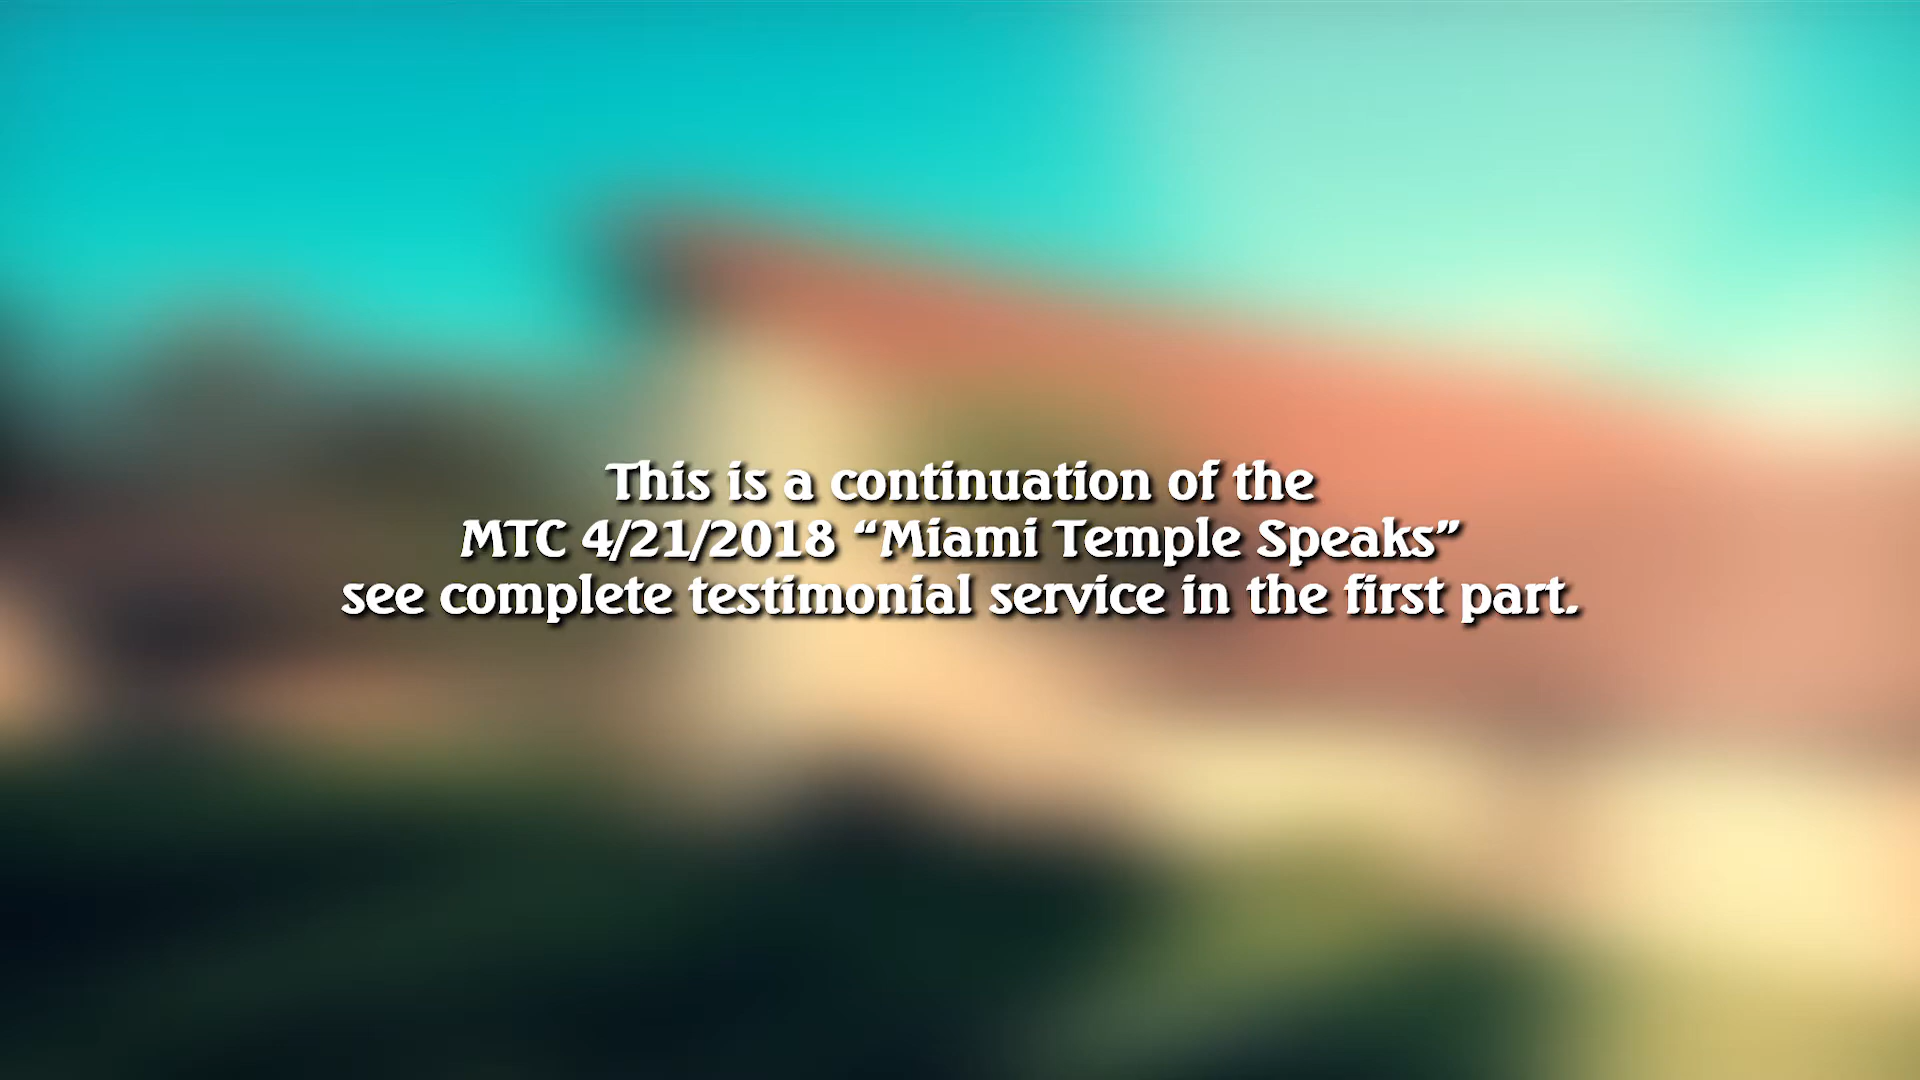 This is a continuation of the
MTC 4/21/2018 “Miami Temple Speaks”
see complete testimonial service in the first part.